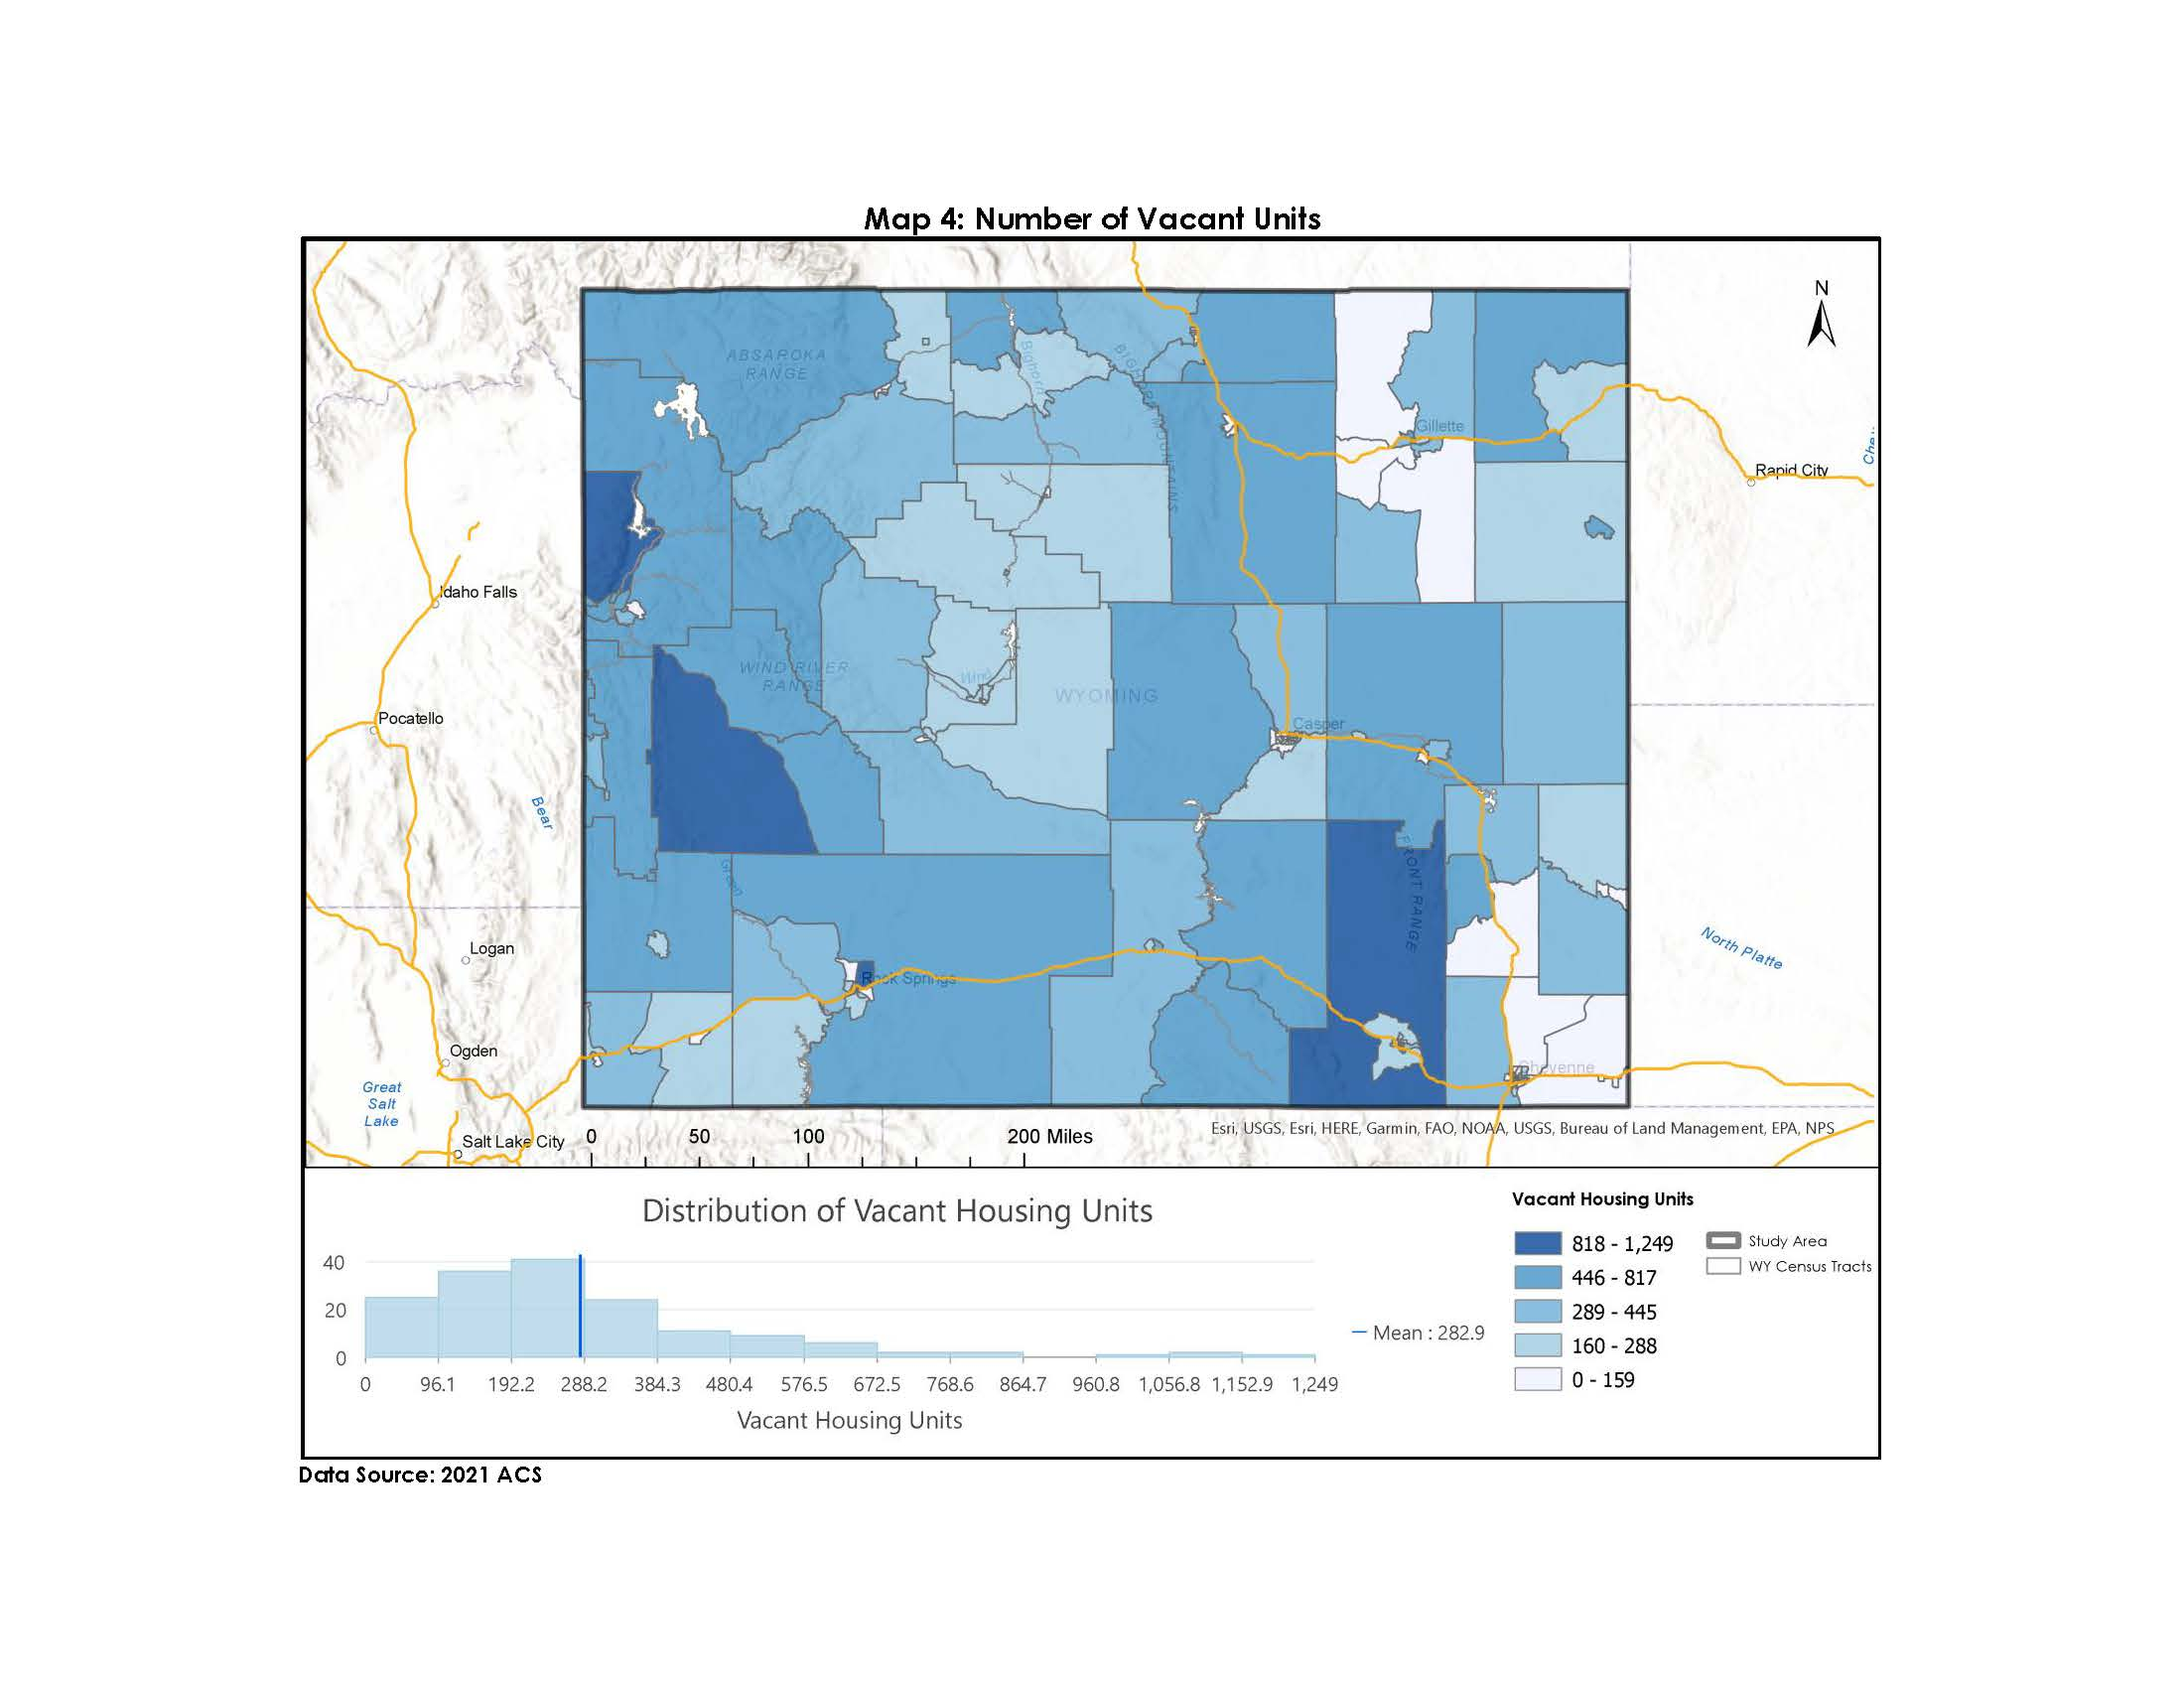 Map 4: Number of Vacant Units
N
ABSAROKA
RANGE
Bighorn
BIGHORN MOUNTAINS
Gillette
Rapid City
Idaho Falls
WIND RIVER
RANGE
Wind
WYOMING
Pocatello
Casper
Bear
Green
FRONT RANGE
North Platte
Logan
Rock Springs
Ogden
Cheyenne
Great
Salt
Lake
Salt Lake City
0 50 100 200 Miles
Esri, USGS, Esri, HERE, Garmin, FAO, NOAA, USGS, Bureau of Land Management, EPA, NPS
Distribution of Vacant Housing Units
40
20
0
0 96.1 192.2 288.2 384.3 480.4 576.5 672.5 768.6 864.7 960.8 1,056.8 1,152.9 1,249
Vacant Housing Units
Mean : 282.9
Vacant Housing Units
818 - 1,249
446 - 817
289 - 445
160 - 288
0 - 159
Study Area
WY Census Tracts
Data Source: 2021 ACS